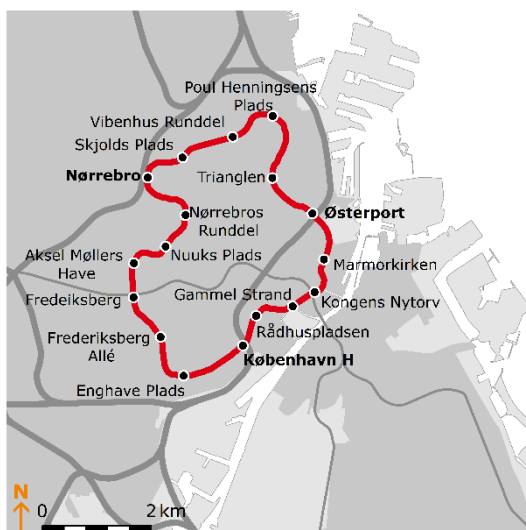 Poul Henningsens
Plads
Vibenhus Runddel
Skjolds Plads
Nørrebro
Trianglen
Østerport
Nørrebros
Runddel
Nuuks Plads
Aksel Møllers
Have
Marmorkirken
Fredeiksberg
Gammel Strand
Kongens Nytorv
Rådhuspladsen
Frederiksberg
Allé
København H
Enghave Plads
N
0
2 km